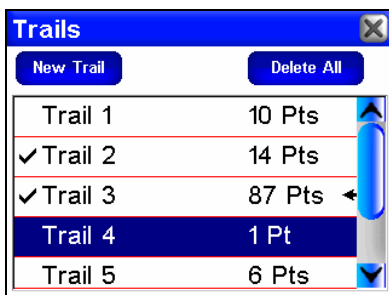 Trails
New Trail Delete All
Trail 1 10 Pts
Trail 2 14 Pts
Trail 3 87 Pts
Trail 4 1 Pt
Trail 5 6 Pts